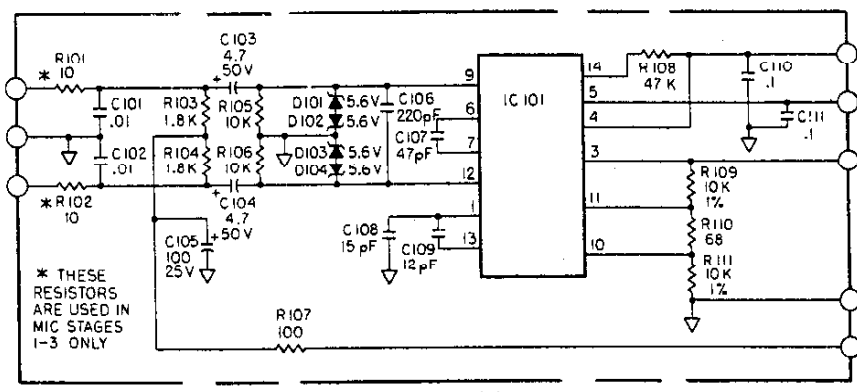 * R101
10
C103
4.7
50V
C101
.01
R103
1.8K
R105
10K
D101 5.6V
D102 5.6V
C106
220pF
9
6
C107
47pF
7
IC101
14
R108
47 K
C110
.1
5
C111
.1
4
3
C102
.01
R104
1.8K
R106
10K
D103 5.6V
D104 5.6V
12
* R102
10
C104
4.7
50V
C105
100
25V
1
C108
15 pF
C109
12pF
13
11
10
R109
10K
1%
R110
68
R111
10K
1%
* THESE
RESISTORS
ARE USED IN
MIC STAGES
1-3 ONLY
R107
100